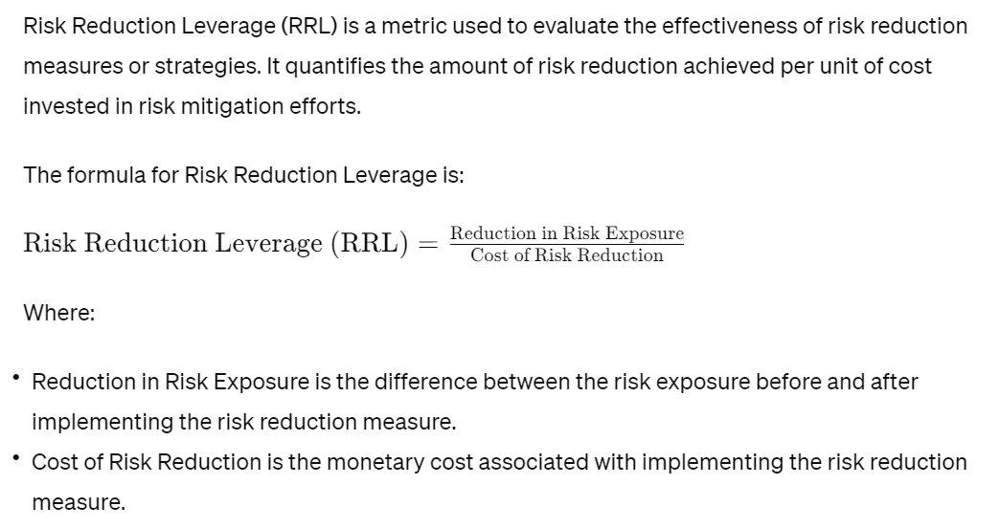 Risk Reduction Leverage (RRL) is a metric used to evaluate the effectiveness of risk reduction
measures or strategies. It quantifies the amount of risk reduction achieved per unit of cost
invested in risk mitigation efforts.
The formula for Risk Reduction Leverage is:
Risk Reduction Leverage (RRL) = Reduction in Risk Exposure
Cost of Risk Reduction
Where:
• Reduction in Risk Exposure is the difference between the risk exposure before and after
implementing the risk reduction measure.
• Cost of Risk Reduction is the monetary cost associated with implementing the risk reduction
measure.